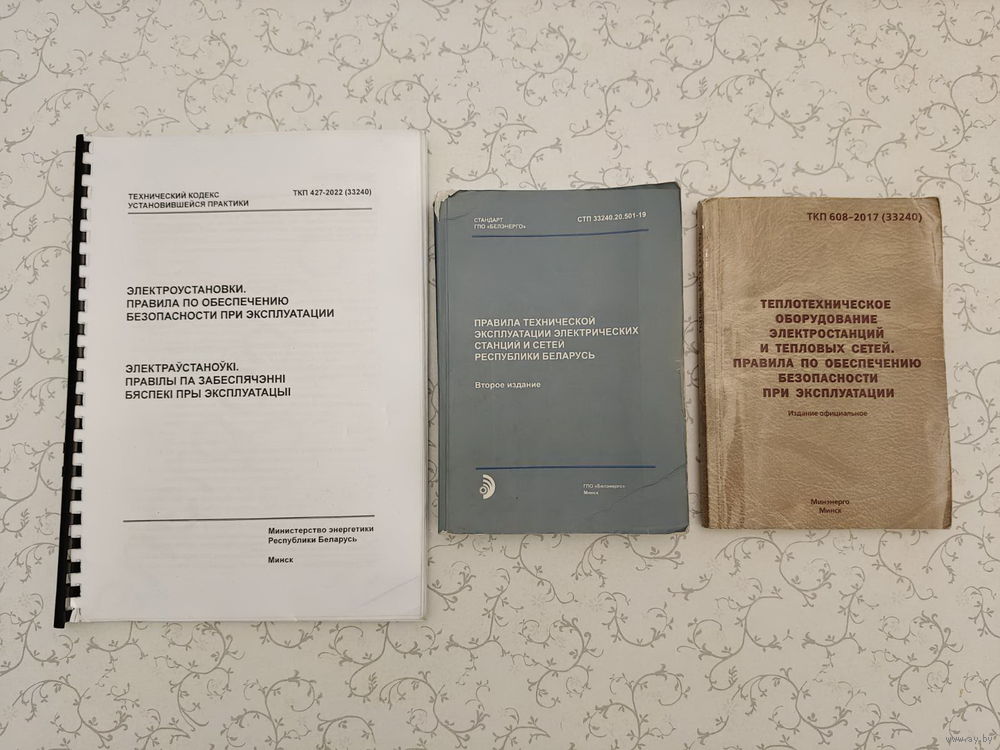 ТЕХНИЧЕСКИЙ КОДЕКС
УСТАНОВИВШЕЙСЯ ПРАКТИКИ
ТКП 427-2022 (33240)
ЭЛЕКТРОУСТАНОВКИ.
ПРАВИЛА ПО ОБЕСПЕЧЕНИЮ
БЕЗОПАСНОСТИ ПРИ ЭКСПЛУАТАЦИИ
ЭЛЕКТРАЎСТАНОЎКІ.
ПРАВІЛЫ ПА ЗАБЕСПЯЧЭННІ
БЯСПЕКІ ПРЫ ЭКСПЛУАТАЦЫІ
Министерство энергетики
Республики Беларусь
Минск
СТАНДАРТ
ГПО «БЕЛЭНЕРГО»
СТП 33240.20.501-19
ПРАВИЛА ТЕХНИЧЕСКОЙ
ЭКСПЛУАТАЦИИ ЭЛЕКТРИЧЕСКИХ
СТАНЦИЙ И СЕТЕЙ
РЕСПУБЛИКИ БЕЛАРУСЬ
Второе издание
ГПО «Белэнерго»
Минск
ТКП 608-2017 (33240)
ТЕПЛОТЕХНИЧЕСКОЕ
ОБОРУДОВАНИЕ
ЭЛЕКТРОСТАНЦИЙ
И ТЕПЛОВЫХ СЕТЕЙ.
ПРАВИЛА ПО ОБЕСПЕЧЕНИЮ
БЕЗОПАСНОСТИ
ПРИ ЭКСПЛУАТАЦИИ
Издание официальное
Минэнерго
Минск
www.ay.by